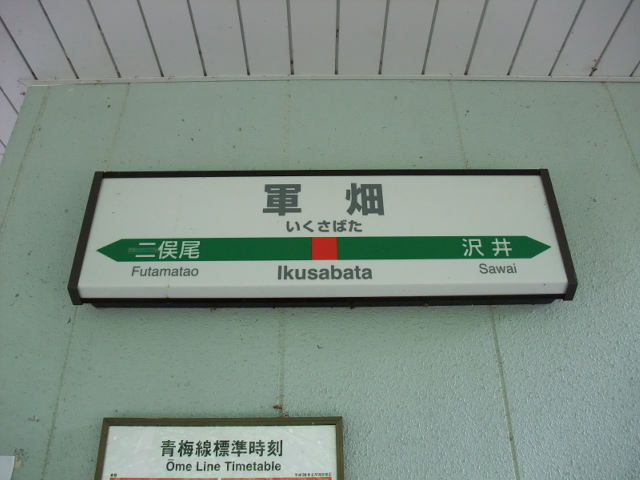 軍畑
いくさばた
二俣尾 沢井
Futamatao Ikusabata Sawai
青梅線標準時刻
Ōme Line Timetable